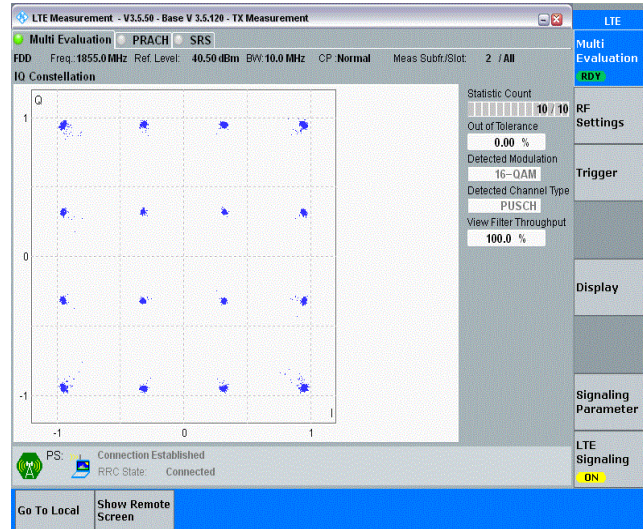 LTE Measurement - V3.5.50 - Base V 3.5.120 - TX Measurement
LTE
Multi Evaluation PRACH SRS
Multi
Evaluation
RDY
FDD Freq.:1855.0 MHz Ref. Level: 40.50 dBm BW:10.0 MHz CP :Normal Meas Subfr./Slot: 2 / All
IQ Constellation
Q
1
0
-1
-1 0 1
I
Statistic Count
10 / 10
Out of Tolerance
0.00 %
Detected Modulation
16-QAM
Detected Channel Type
PUSCH
View Filter Throughput
100.0 %
RF
Settings
Trigger
Display
Signaling
Parameter
LTE
Signaling
ON
PS:
Connection Established
RRC State: Connected
Go To Local
Show Remote
Screen